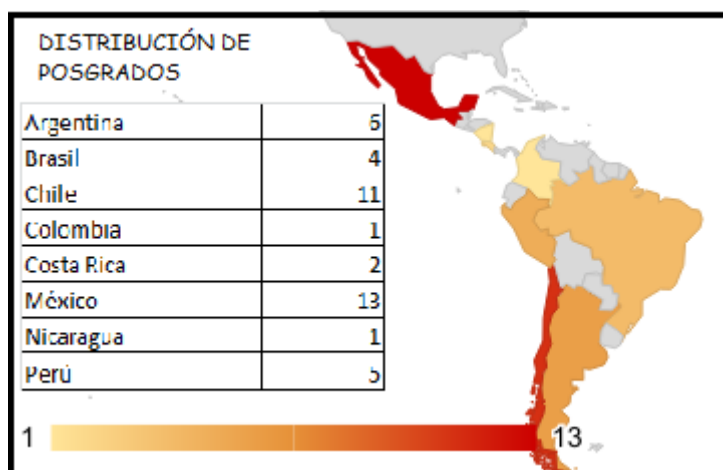 DISTRIBUCIÓN DE
POSGRADOS
Argentina 6
Brasil 4
Chile 11
Colombia 1
Costa Rica 2
México 13
Nicaragua 1
Perú 5
1 13